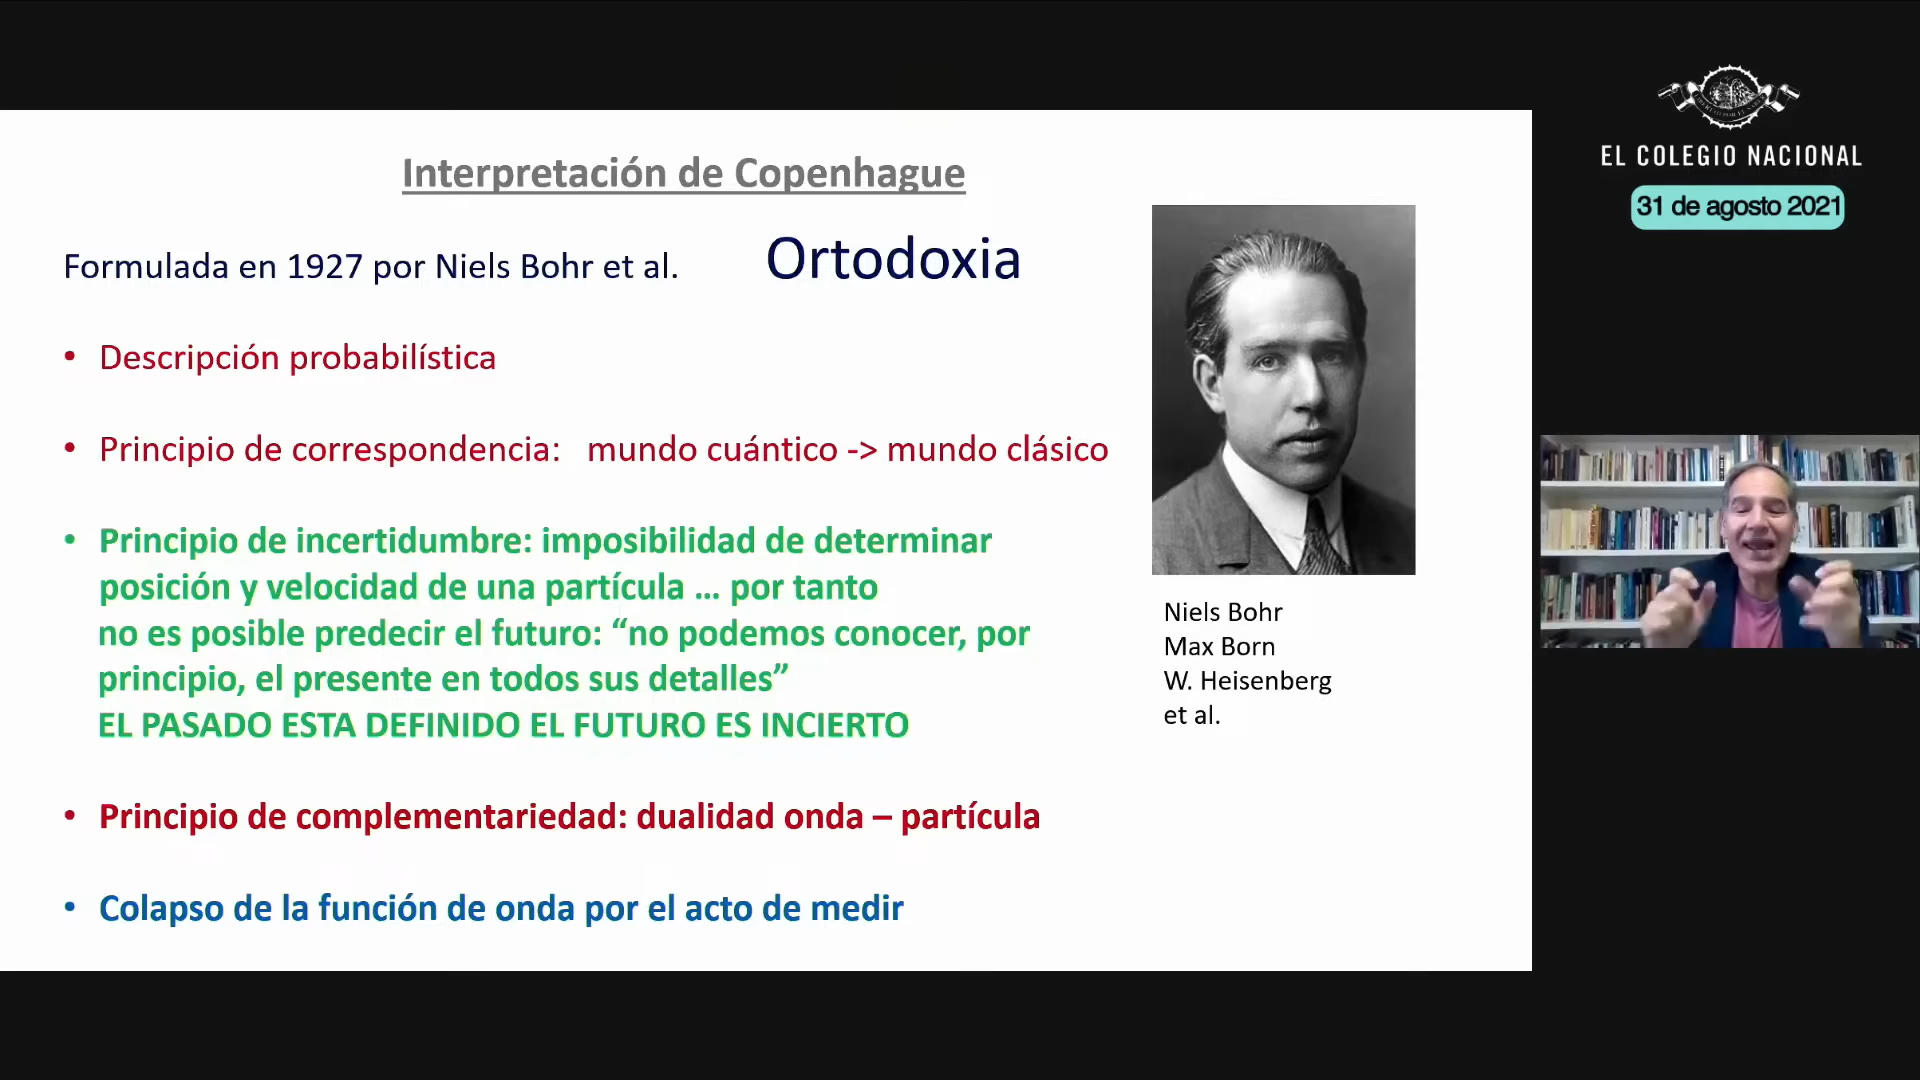 Interpretación de Copenhague
Formulada en 1927 por Niels Bohr et al.
Ortodoxia
• Descripción probabilística
• Principio de correspondencia: mundo cuántico -> mundo clásico
• Principio de incertidumbre: imposibilidad de determinar
posición y velocidad de una partícula ... por tanto
no es posible predecir el futuro: “no podemos conocer, por
principio, el presente en todos sus detalles”
EL PASADO ESTA DEFINIDO EL FUTURO ES INCIERTO
• Principio de complementariedad: dualidad onda – partícula
• Colapso de la función de onda por el acto de medir
Niels Bohr
Max Born
W. Heisenberg
et al.
EL COLEGIO NACIONAL
31 de agosto 2021